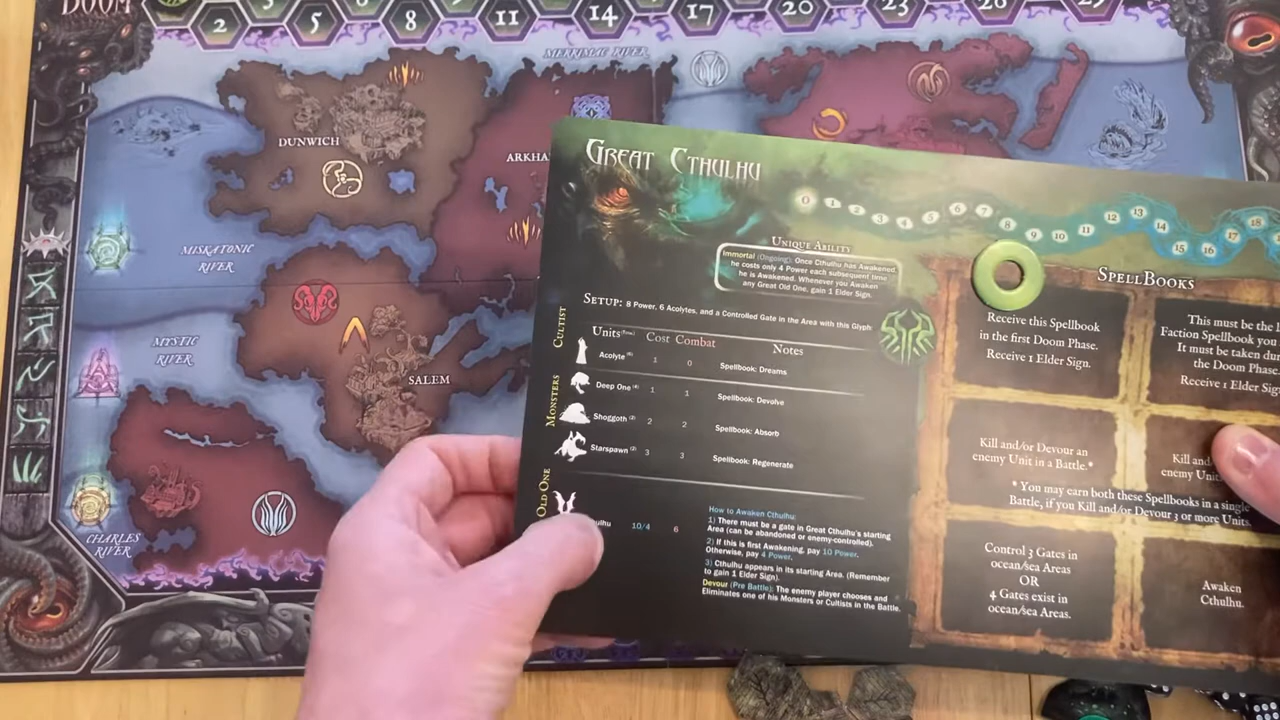 DOOM
2
5
8
11
14
17
20
23
26
29
MERRIMAC RIVER
DUNWICH
MISKATONIC
RIVER
MYSTIC
RIVER
SALEM
CHARLES
RIVER
GREAT CTHULHU
0 1 2 3 4 5 6 7 8 9 10 11 12 13 14 15 16 17 18
UNIQUE ABILITY
Immortal (Ongoing): Once Cthulhu has Awakened
he costs only 4 Power each subsequent time
he is Awakened. Whenever you Awaken
any Great Old One, gain 1 Elder Sign.
SETUP: 8 Power, 6 Acolytes, and a Controlled Gate in the Area with this Glyph:
Units Cost Combat Notes
CULTIST
Acolyte (6) 1 0 Spellbook: Dreams
MONSTERS
Deep One (4) 1 1 Spellbook: Devolve
Shoggoth (2) 2 2 Spellbook: Absorb
Starspawn (2) 3 3 Spellbook: Regenerate
OLD ONE
10/4 6
How to Awaken Cthulhu:
1) There must be a gate in Great Cthulhu's starting
Area (can be abandoned or enemy-controlled).
2) If this is first Awakening, pay 10 Power.
Otherwise, pay 4 Power.
3) Cthulhu appears in its starting Area. (Remember
to gain 1 Elder Sign).
Devour (Pre Battle): The enemy player chooses and
Eliminates one of his Monsters or Cultists in the Battle.
SPELLBOOKS
Receive this Spellbook
in the first Doom Phase.
Receive 1 Elder Sign.
This must be the
Faction Spellbook you
It must be taken
the Doom Phase.
Receive 1 Elder
Kill and/or Devour an
enemy Unit in a Battle.*
Kill and
enemy
* You may earn both these Spellbooks in a single
Battle, if you Kill and/or Devour 3 or more Units.
Control 3 Gates in
ocean/sea Areas
OR
4 Gates exist in
ocean/sea Areas.
Awaken
Cthulhu.